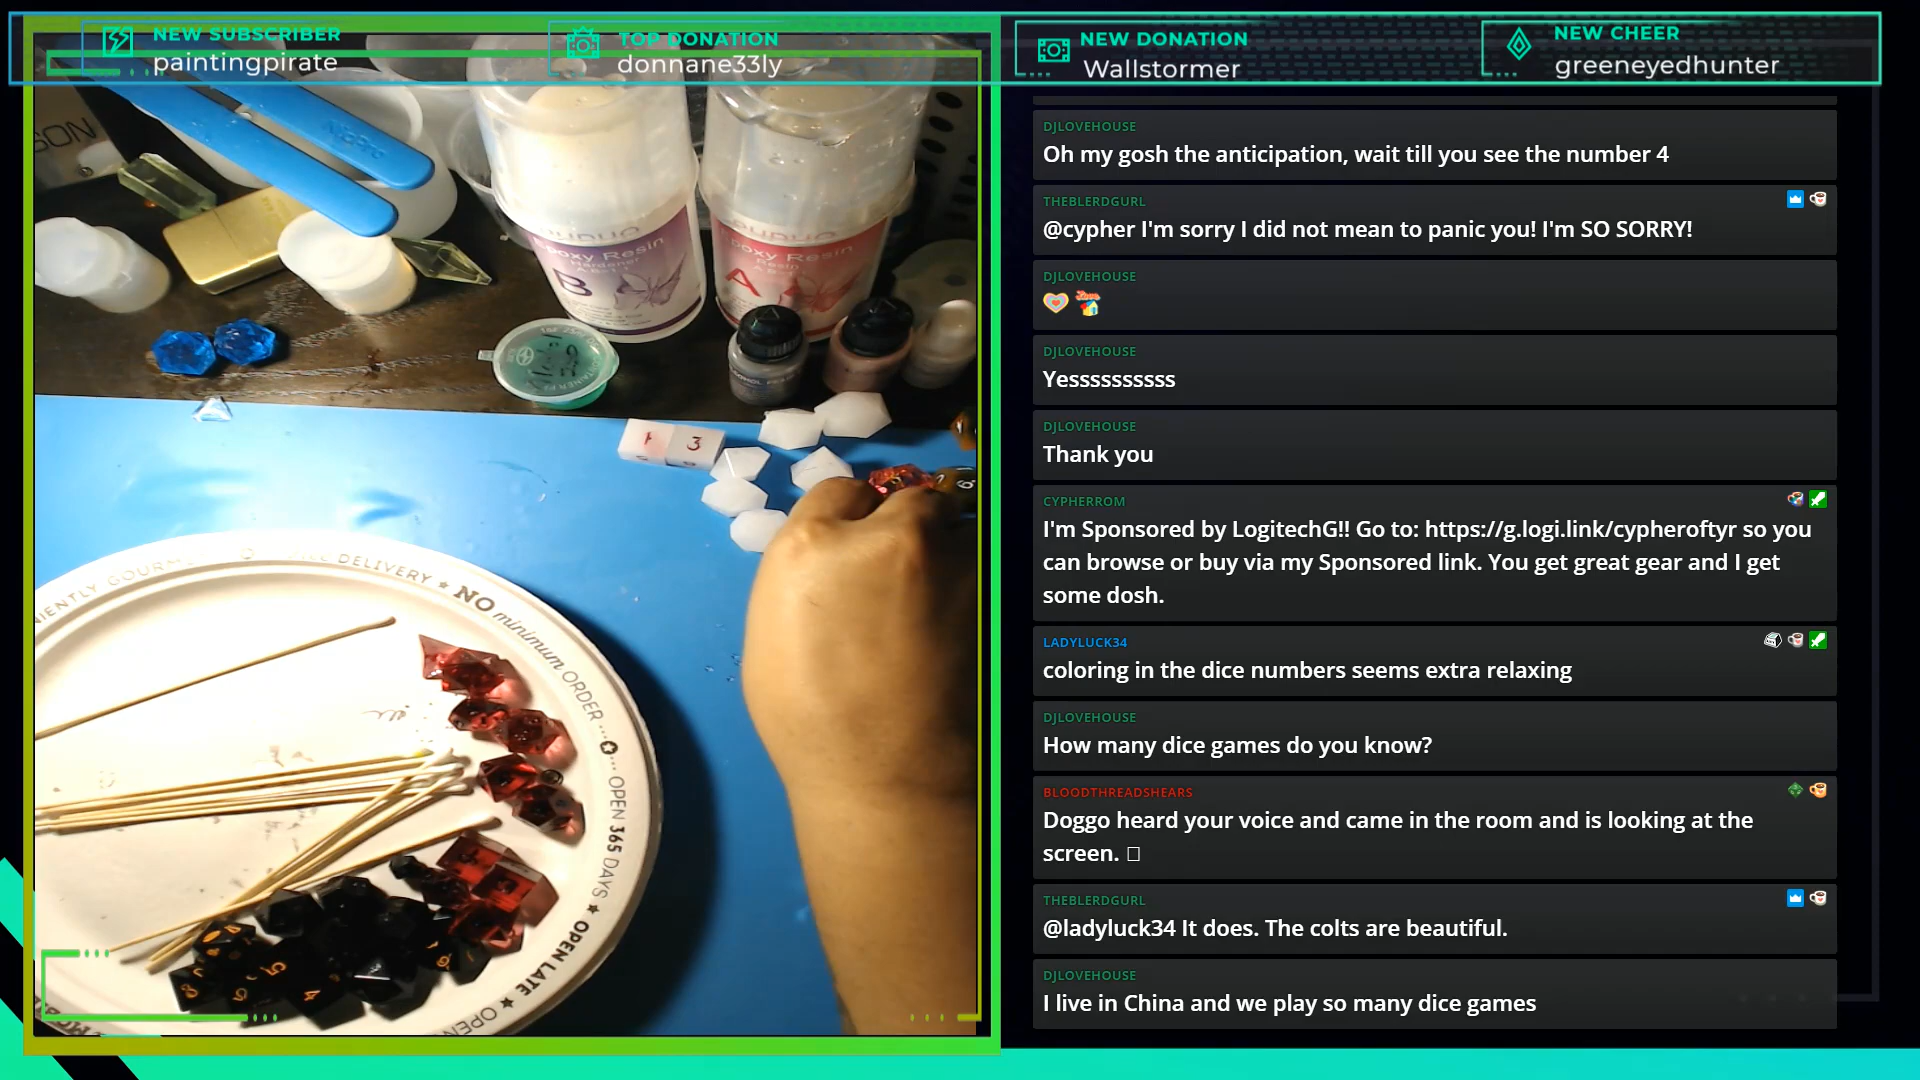 NEW SUBSCRIBER
paintingpirate
TOP DONATION
donnane33ly
NEW DONATION
Wallstormer
NEW CHEER
greeneyedhunter
DJLOVEHOUSE
Oh my gosh the anticipation, wait till you see the number 4
THEBLERDGURL
@cypher I'm sorry I did not mean to panic you! I'm SO SORRY!
DJLOVEHOUSE
DJLOVEHOUSE
Yessssssssss
DJLOVEHOUSE
Thank you
CYPHERROM
I'm Sponsored by LogitechG!! Go to: https://g.logi.link/cypheroftyr so you
can browse or buy via my Sponsored link. You get great gear and I get
some dosh.
LADYLUCK34
coloring in the dice numbers seems extra relaxing
DJLOVEHOUSE
How many dice games do you know?
BLOODTHREADSHEARS
Doggo heard your voice and came in the room and is looking at the
screen.
THEBLERDGURL
@ladyluck34 It does. The colts are beautiful.
DJLOVEHOUSE
I live in China and we play so many dice games
Epoxy Resin
Hardener
B
Epoxy Resin
Resin
A
1 3
DELIVERY ★ NO minimum ORDER
OPEN 365 DAYS ★ OPEN LATE ★ OPEN